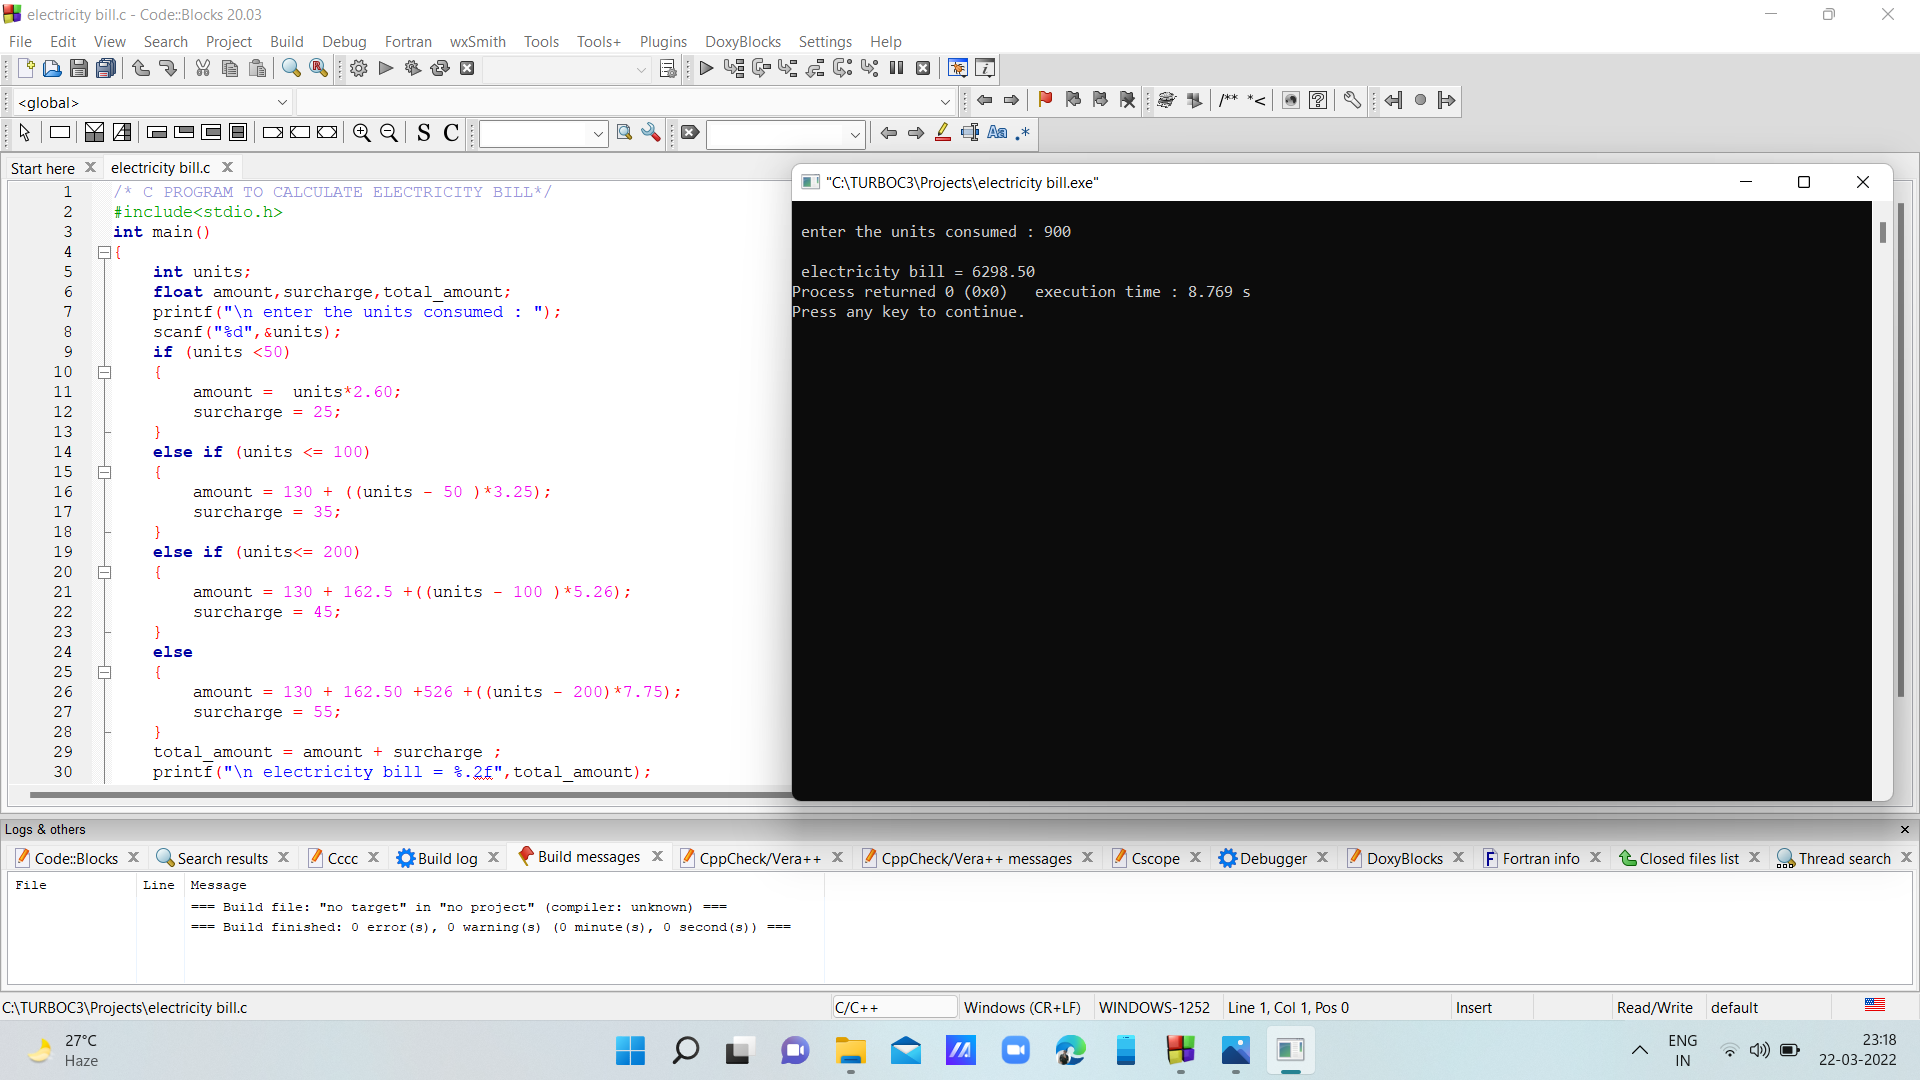 electricity bill.c - Code::Blocks 20.03
File Edit View Search Project Build Debug Fortran wxSmith Tools Tools+ Plugins DoxyBlocks Settings Help
<global>
/** *<
S C
Aa .*
Start here electricity bill.c
1 /* C PROGRAM TO CALCULATE ELECTRICITY BILL*/
2 #include<stdio.h>
3 int main()
4 {
5 int units;
6 float amount,surcharge,total_amount;
7 printf("\n enter the units consumed : ");
8 scanf("%d",&units);
9 if (units <50)
10 {
11 amount =  units*2.60;
12 surcharge = 25;
13 }
14 else if (units <= 100)
15 {
16 amount = 130 + ((units - 50 )*3.25);
17 surcharge = 35;
18 }
19 else if (units<= 200)
20 {
21 amount = 130 + 162.5 +((units - 100 )*5.26);
22 surcharge = 45;
23 }
24 else
25 {
26 amount = 130 + 162.50 +526 +((units - 200)*7.75);
27 surcharge = 55;
28 }
29 total_amount = amount + surcharge ;
30 printf("\n electricity bill = %.2f",total_amount);
"C:\TURBOC3\Projects\electricity bill.exe"
enter the units consumed : 900
electricity bill = 6298.50
Process returned 0 (0x0)   execution time : 8.769 s
Press any key to continue.
Logs & others
Code::Blocks Search results Cccc Build log Build messages CppCheck/Vera++ CppCheck/Vera++ messages Cscope Debugger DoxyBlocks Fortran info Closed files list Thread search
File Line Message
=== Build file: "no target" in "no project" (compiler: unknown) ===
=== Build finished: 0 error(s), 0 warning(s) (0 minute(s), 0 second(s)) ===
C:\TURBOC3\Projects\electricity bill.c C/C++ Windows (CR+LF) WINDOWS-1252 Line 1, Col 1, Pos 0 Insert Read/Write default
27°C
Haze
ENG
IN
23:18
22-03-2022